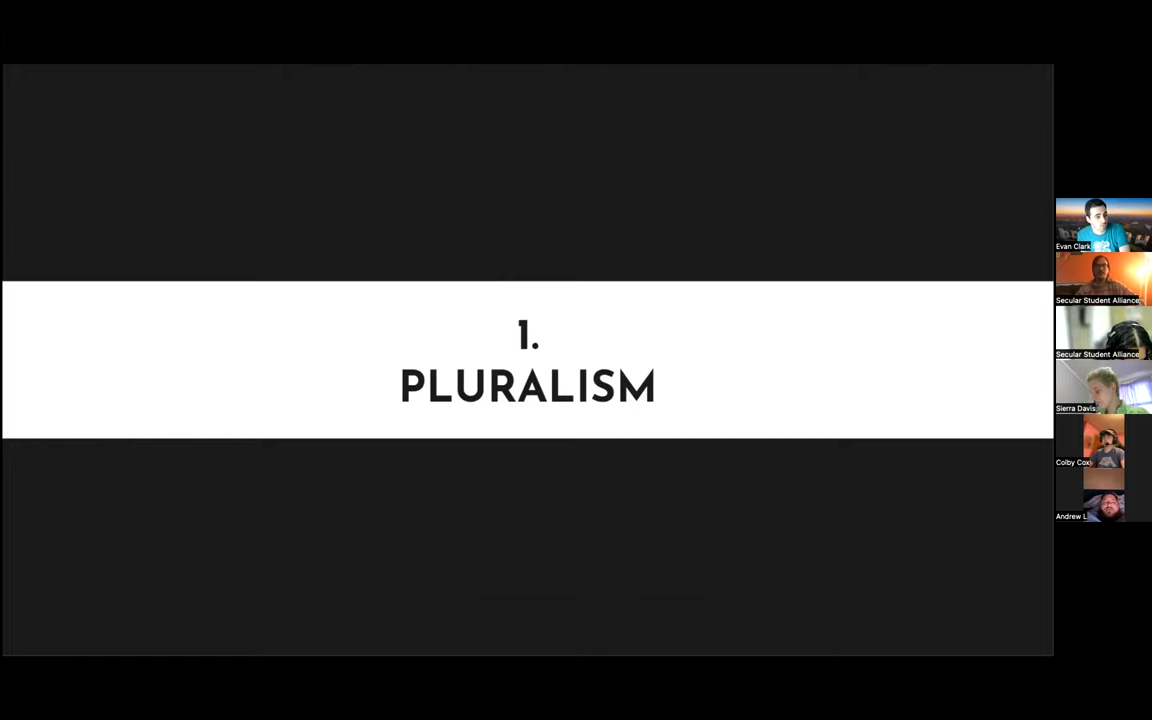 1.
PLURALISM
Evan Clark
Secular Student Alliance
Secular Student Alliance
Sierra Davis
Colby Cox
Andrew L